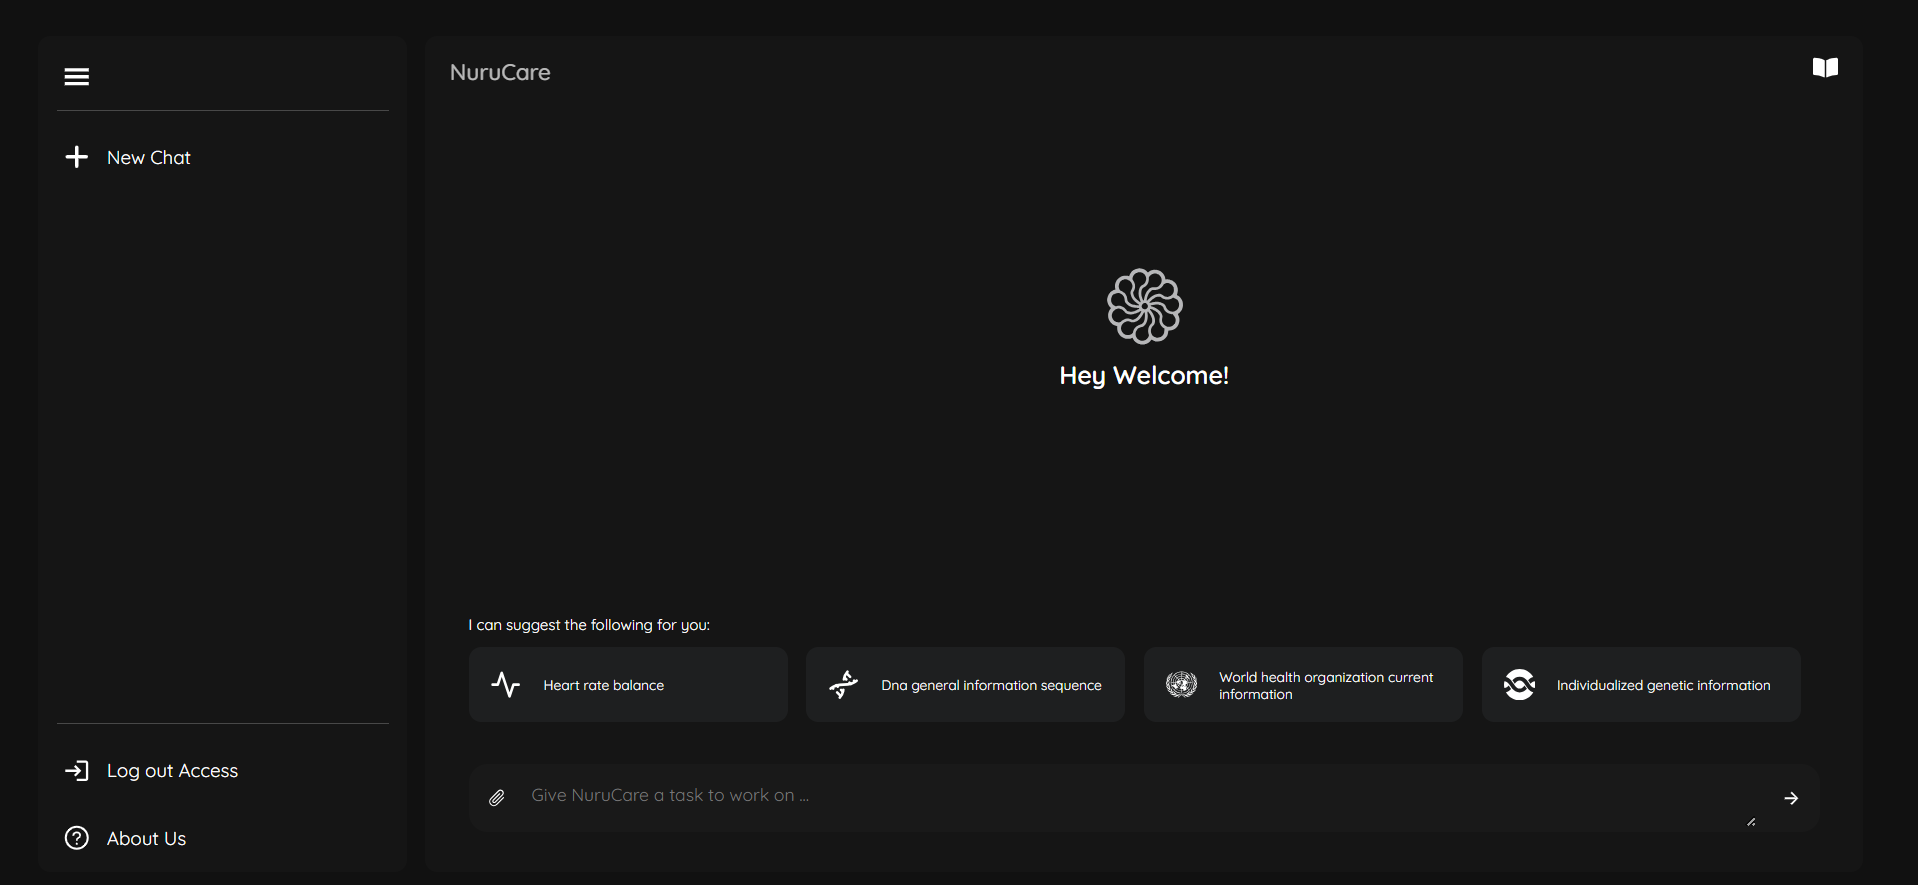 NuruCare
New Chat
Hey Welcome!
I can suggest the following for you:
Heart rate balance
Dna general information sequence
World health organization current
information
Individualized genetic information
Give NuruCare a task to work on ...
Log out Access
About Us